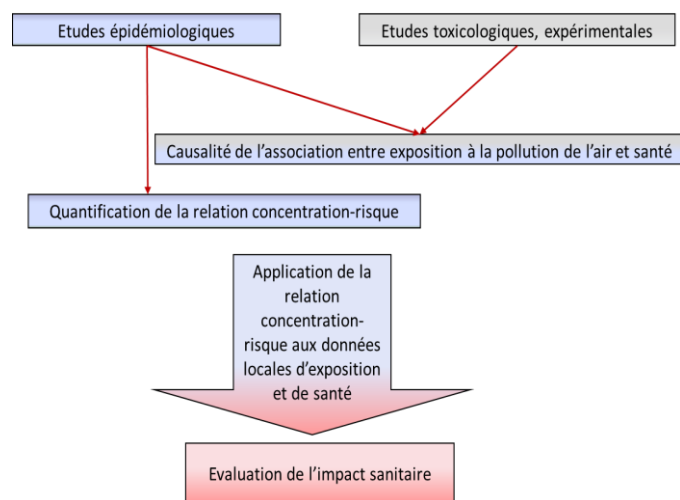 Etudes épidémiologiques
Etudes toxicologiques, expérimentales
Causalité de l'association entre exposition à la pollution de l'air et santé
Quantification de la relation concentration-risque
Application de la
relation
concentration-
risque aux données
locales d'exposition
et de santé
Evaluation de l'impact sanitaire